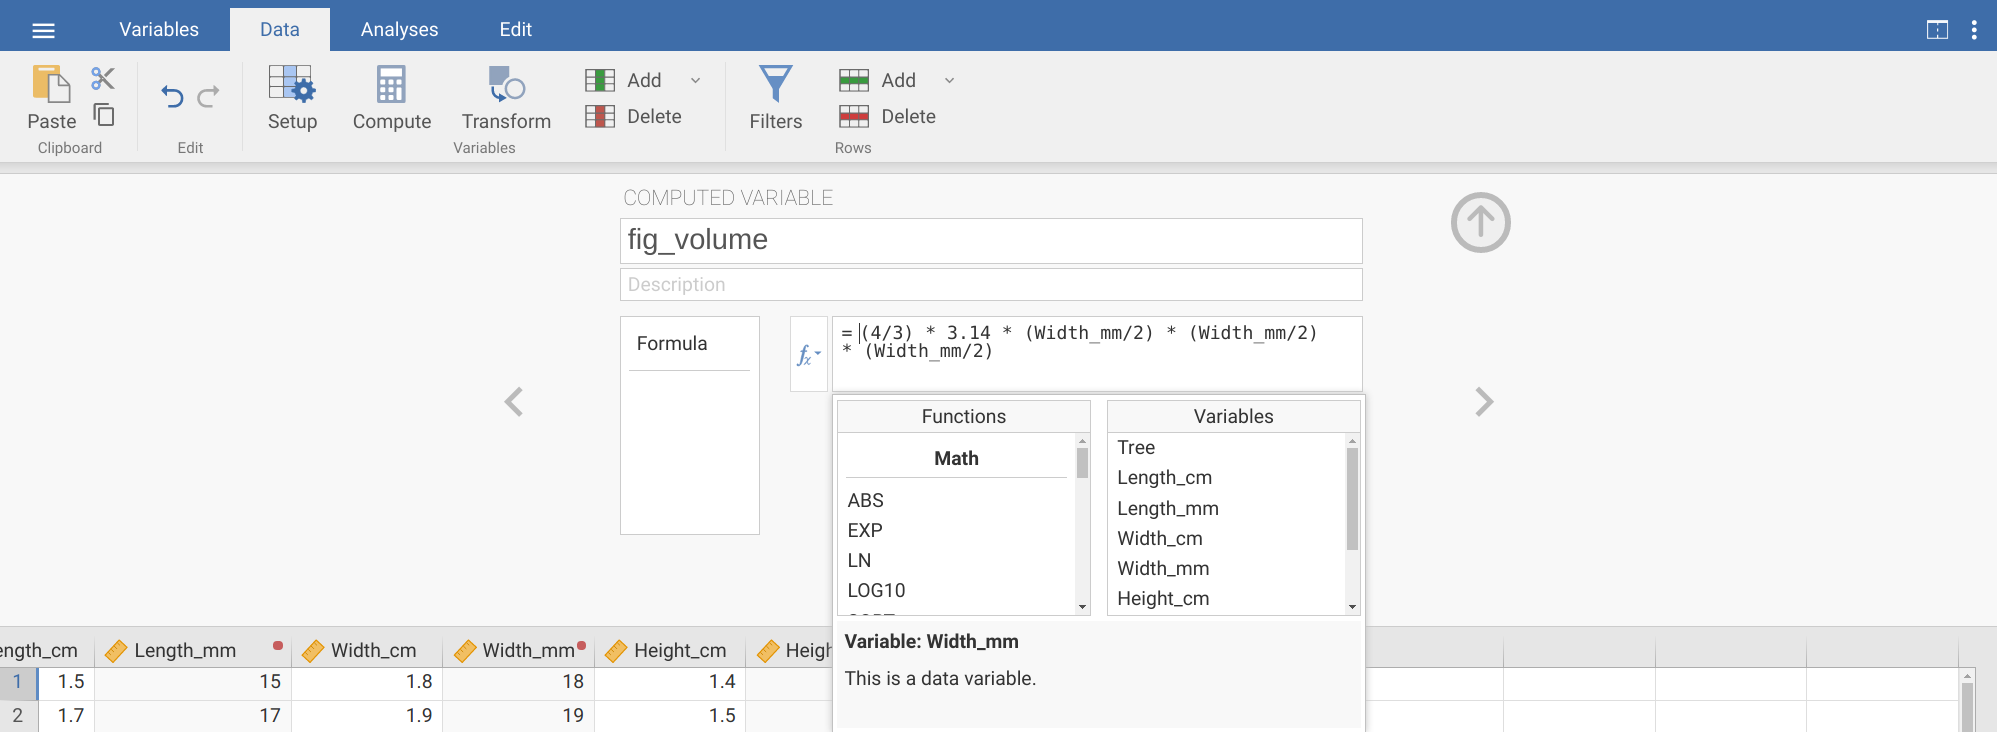 Variables Data Analyses Edit
Paste
Clipboard
Edit
Setup Compute Transform
Add
Delete
Variables
Filters
Add
Delete
Rows
COMPUTED VARIABLE
fig_volume
Description
Formula
fx
= (4/3) * 3.14 * (Width_mm/2) * (Width_mm/2)
* (Width_mm/2)
Functions
Math
ABS
EXP
LN
LOG10
Variables
Tree
Length_cm
Length_mm
Width_cm
Width_mm
Height_cm
Variable: Width_mm
This is a data variable.
ength_cm Length_mm Width_cm Width_mm Height_cm Heigh
1 1.5 15 1.8 18 1.4
2 1.7 17 1.9 19 1.5